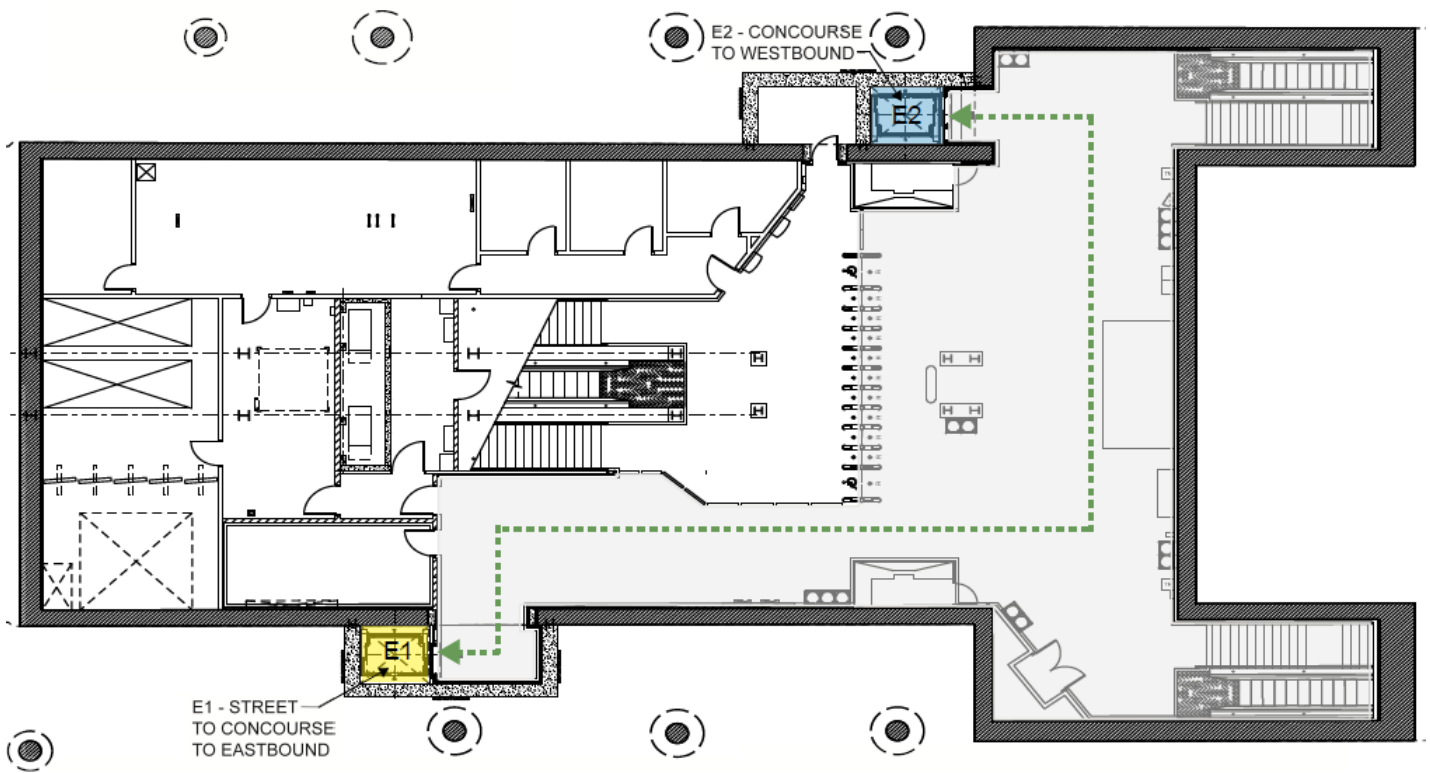 E2 - CONCOURSE
TO WESTBOUND
E2
E1
E1 - STREET
TO CONCOURSE
TO EASTBOUND